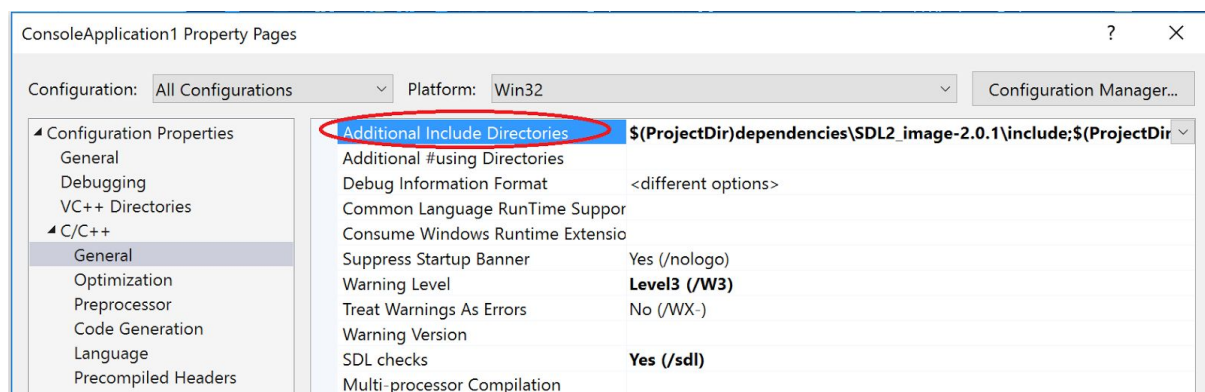 ConsoleApplication1 Property Pages ? ×
Configuration: All Configurations Platform: Win32 Configuration Manager...
Configuration Properties
General
Debugging
VC++ Directories
C/C++
General
Optimization
Preprocessor
Code Generation
Language
Precompiled Headers
Additional Include Directories $(ProjectDir)dependencies\SDL2_image-2.0.1\include;$(ProjectDir
Additional #using Directories
Debug Information Format <different options>
Common Language RunTime Suppor
Consume Windows Runtime Extensio
Suppress Startup Banner Yes (/nologo)
Warning Level Level3 (/W3)
Treat Warnings As Errors No (/WX-)
Warning Version
SDL checks Yes (/sdl)
Multi-processor Compilation